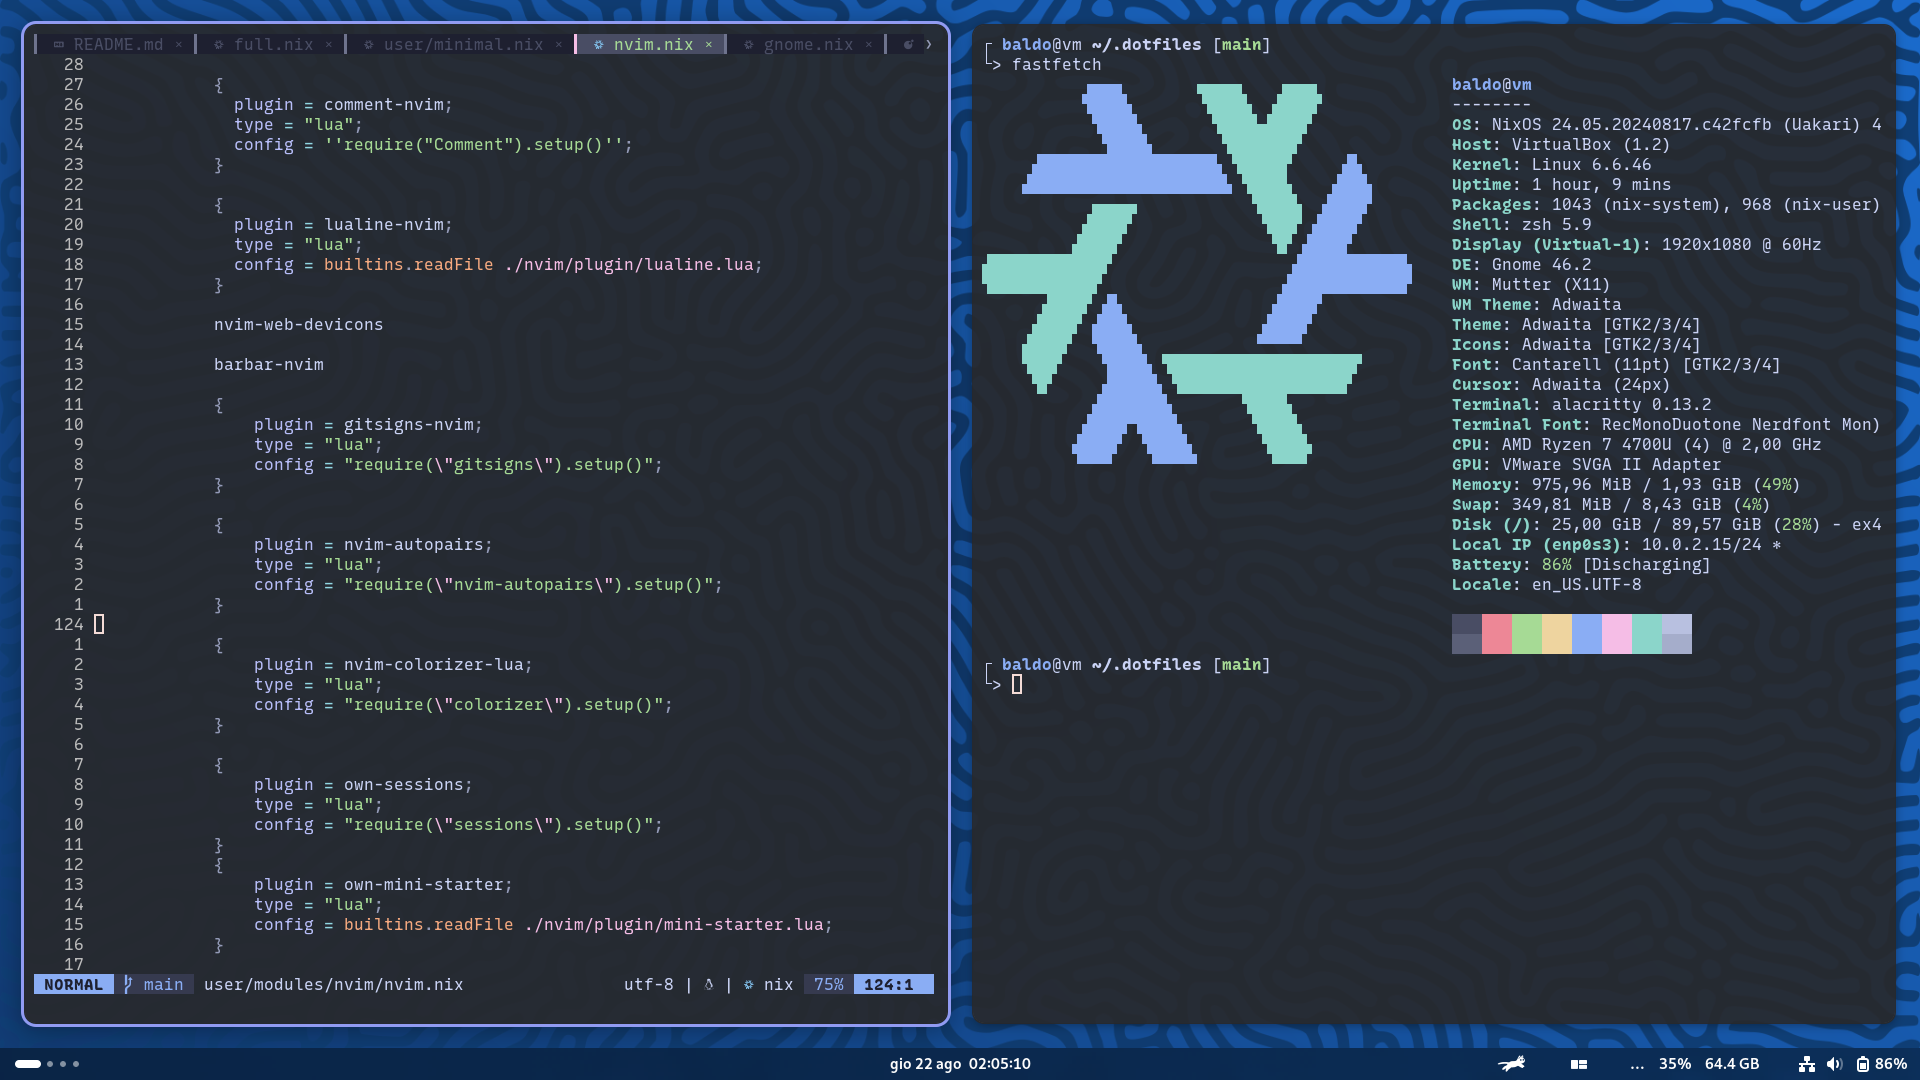 README.md × full.nix × user/minimal.nix × nvim.nix × gnome.nix × ❯
28
27 {
26 plugin = comment-nvim;
25 type = "lua";
24 config = ''require("Comment").setup()'';
23 }
22
21 {
20 plugin = lualine-nvim;
19 type = "lua";
18 config = builtins.readFile ./nvim/plugin/lualine.lua;
17 }
16
15 nvim-web-devicons
14
13 barbar-nvim
12
11 {
10 plugin = gitsigns-nvim;
9 type = "lua";
8 config = "require(\"gitsigns\").setup()";
7 }
6
5 {
4 plugin = nvim-autopairs;
3 type = "lua";
2 config = "require(\"nvim-autopairs\").setup()";
1 }
124
1 {
2 plugin = nvim-colorizer-lua;
3 type = "lua";
4 config = "require(\"colorizer\").setup()";
5 }
6
7 {
8 plugin = own-sessions;
9 type = "lua";
10 config = "require(\"sessions\").setup()";
11 }
12 {
13 plugin = own-mini-starter;
14 type = "lua";
15 config = builtins.readFile ./nvim/plugin/mini-starter.lua;
16 }
17
NORMAL main user/modules/nvim/nvim.nix utf-8 | | nix 75% 124:1
┌ baldo@vm ~/.dotfiles [main]
└> fastfetch
baldo@vm
--------
OS: NixOS 24.05.20240817.c42fcfb (Uakari) 4
Host: VirtualBox (1.2)
Kernel: Linux 6.6.46
Uptime: 1 hour, 9 mins
Packages: 1043 (nix-system), 968 (nix-user)
Shell: zsh 5.9
Display (Virtual-1): 1920x1080 @ 60Hz
DE: Gnome 46.2
WM: Mutter (X11)
WM Theme: Adwaita
Theme: Adwaita [GTK2/3/4]
Icons: Adwaita [GTK2/3/4]
Font: Cantarell (11pt) [GTK2/3/4]
Cursor: Adwaita (24px)
Terminal: alacritty 0.13.2
Terminal Font: RecMonoDuotone Nerdfont Mon)
CPU: AMD Ryzen 7 4700U (4) @ 2,00 GHz
GPU: VMware SVGA II Adapter
Memory: 975,96 MiB / 1,93 GiB (49%)
Swap: 349,81 MiB / 8,43 GiB (4%)
Disk (/): 25,00 GiB / 89,57 GiB (28%) - ex4
Local IP (enp0s3): 10.0.2.15/24 *
Battery: 86% [Discharging]
Locale: en_US.UTF-8
┌ baldo@vm ~/.dotfiles [main]
└>
gio 22 ago 02:05:10 ... 35% 64.4 GB 86%